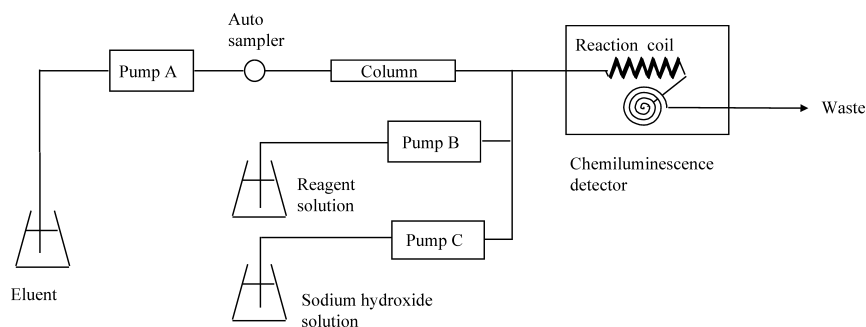 Auto
sampler
Pump A
Column
Reaction coil
Waste
Pump B
Reagent
solution
Chemiluminescence
detector
Pump C
Eluent
Sodium hydroxide
solution